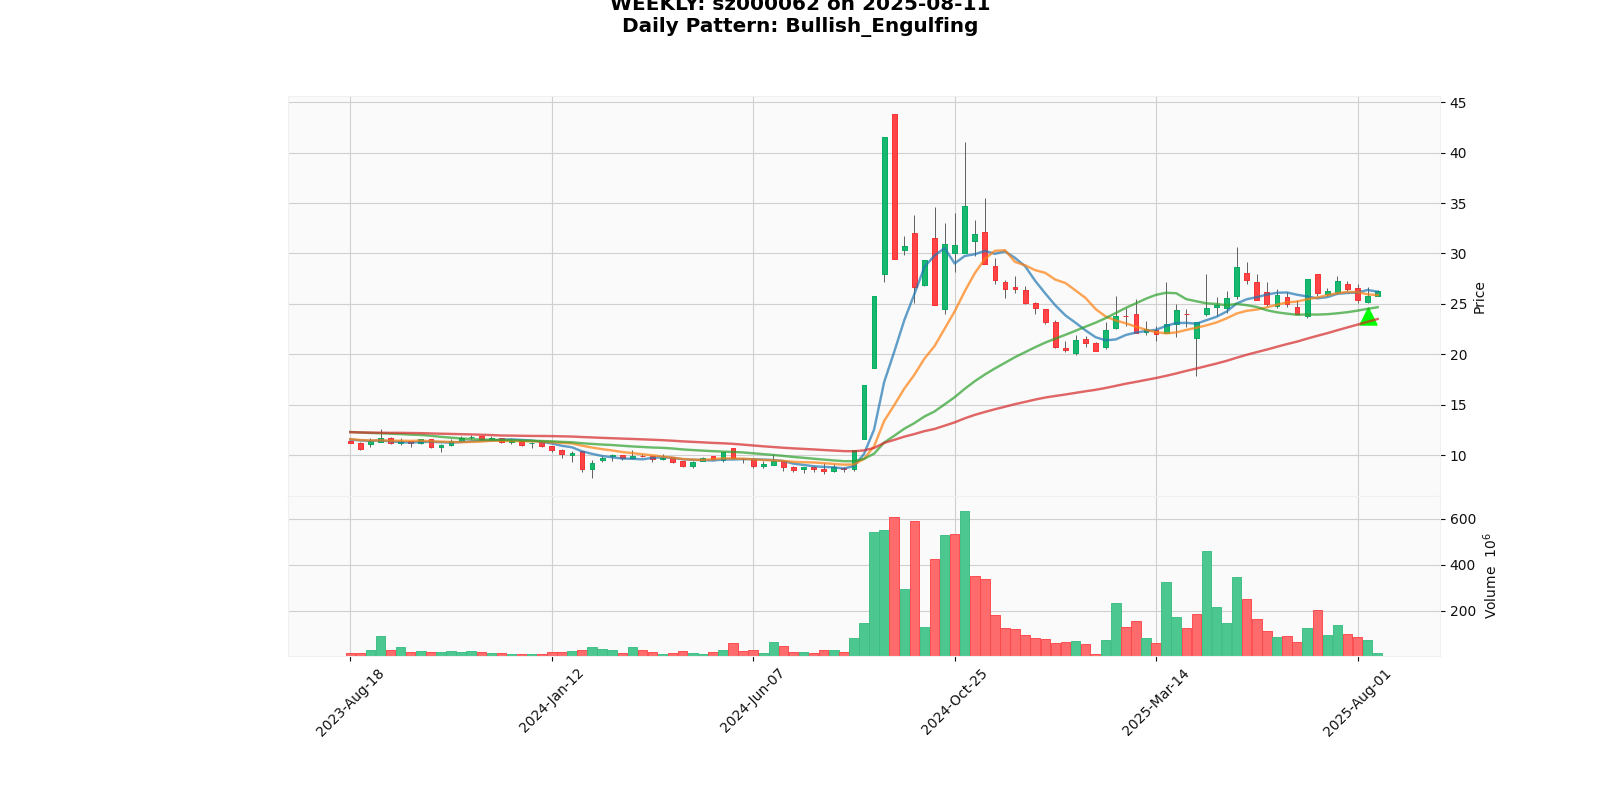 WEEKLY: sz000062 on 2025-08-11
Daily Pattern: Bullish_Engulfing
45
40
35
30
25
20
15
10
Price
600
400
200
Volume 10^6
2023-Aug-18
2024-Jan-12
2024-Jun-07
2024-Oct-25
2025-Mar-14
2025-Aug-01